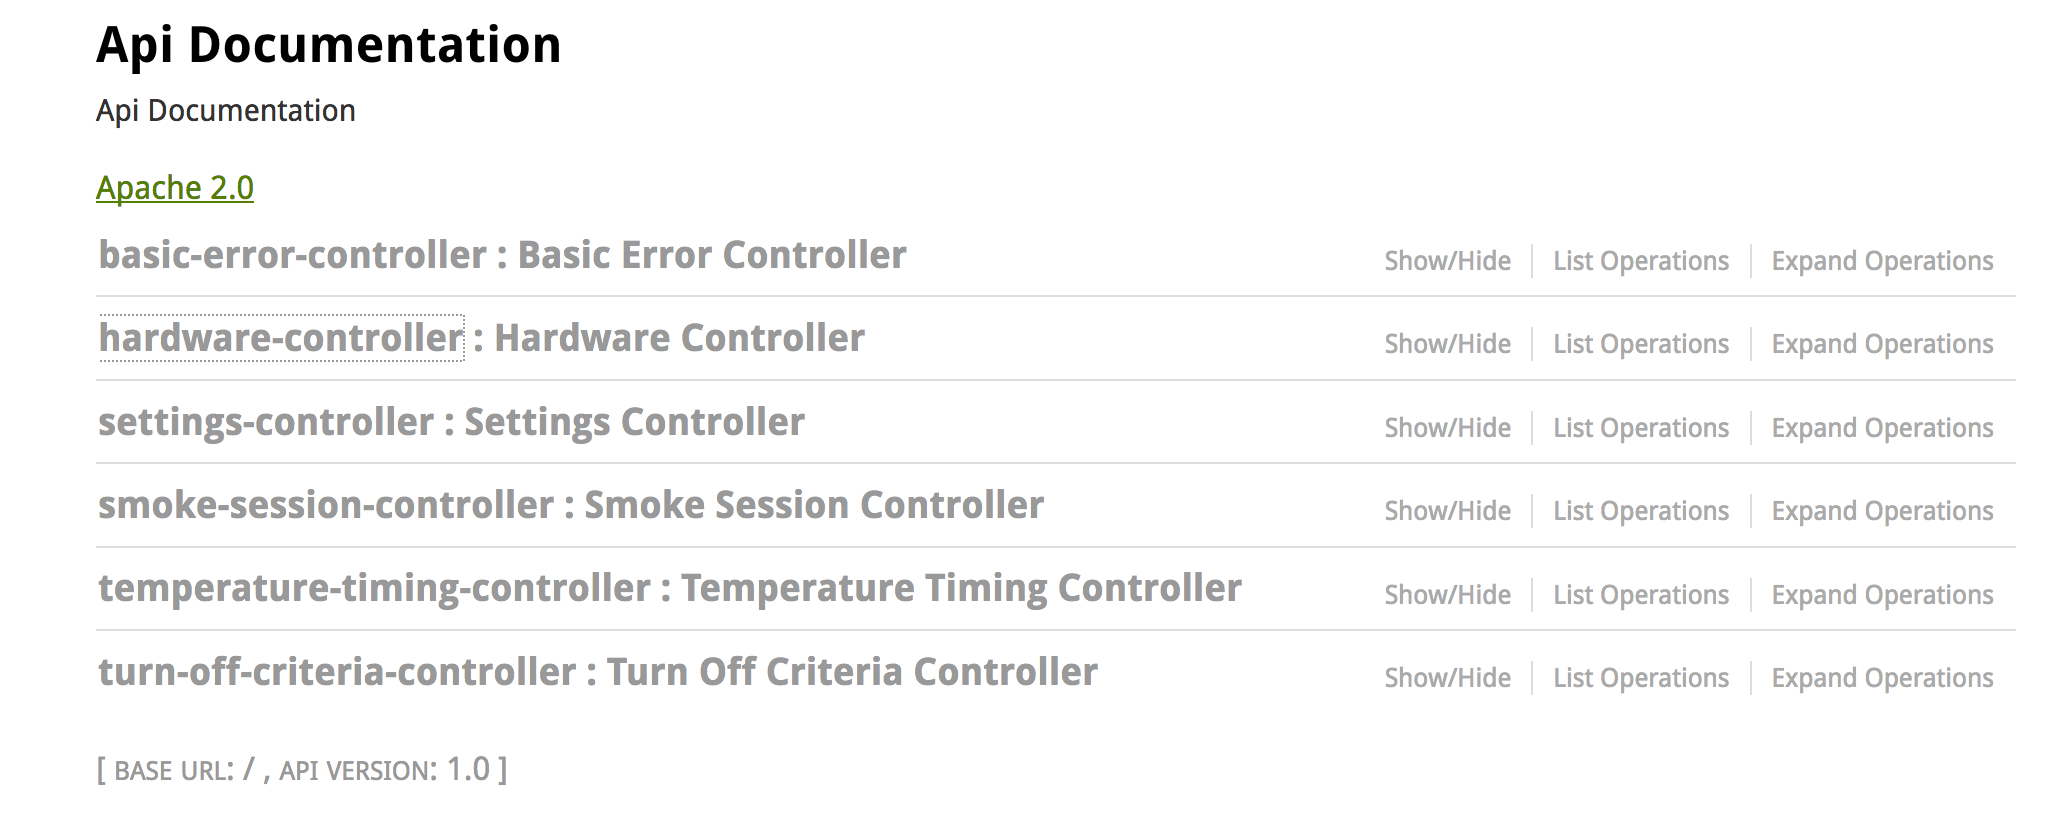 Api Documentation
Api Documentation
Apache 2.0
basic-error-controller : Basic Error Controller Show/Hide List Operations Expand Operations
hardware-controller : Hardware Controller Show/Hide List Operations Expand Operations
settings-controller : Settings Controller Show/Hide List Operations Expand Operations
smoke-session-controller : Smoke Session Controller Show/Hide List Operations Expand Operations
temperature-timing-controller : Temperature Timing Controller Show/Hide List Operations Expand Operations
turn-off-criteria-controller : Turn Off Criteria Controller Show/Hide List Operations Expand Operations
[ BASE URL: / , API VERSION: 1.0 ]